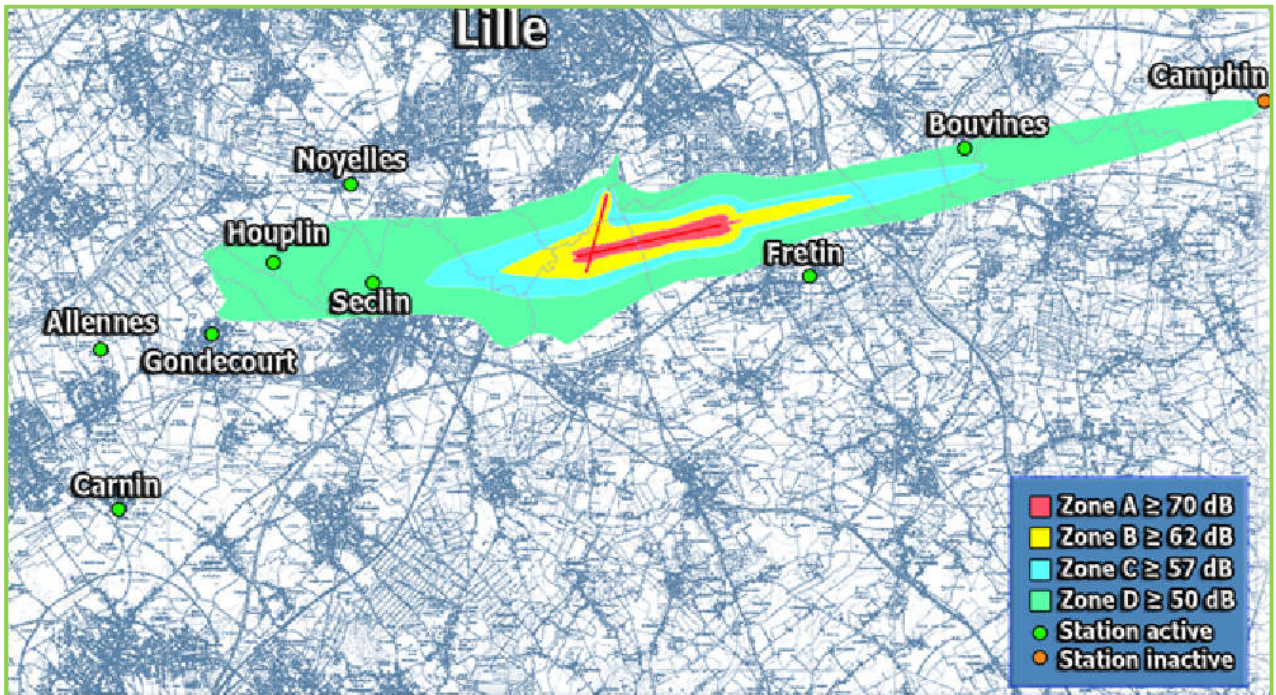 Lille
Camphin
Bouvines
Noyelles
Houplin
Fretin
Seclin
Allennes
Gondecourt
Carnin
Zone A ≥ 70 dB
Zone B ≥ 62 dB
Zone C ≥ 57 dB
Zone D ≥ 50 dB
Station active
Station inactive